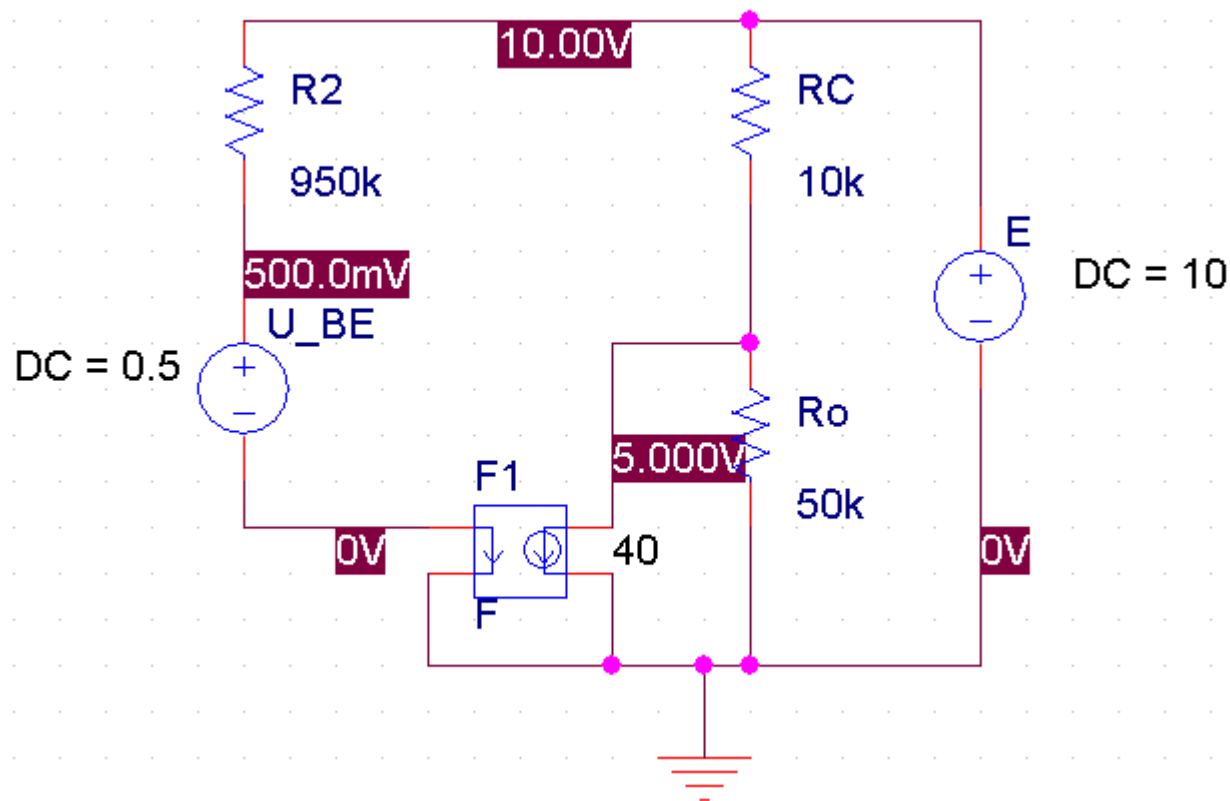 10.00V
R2
RC
950k
10k
500.0mV
E
DC = 10
U_BE
DC = 0.5
Ro
5.000V
F1
50k
0V
40
0V
F